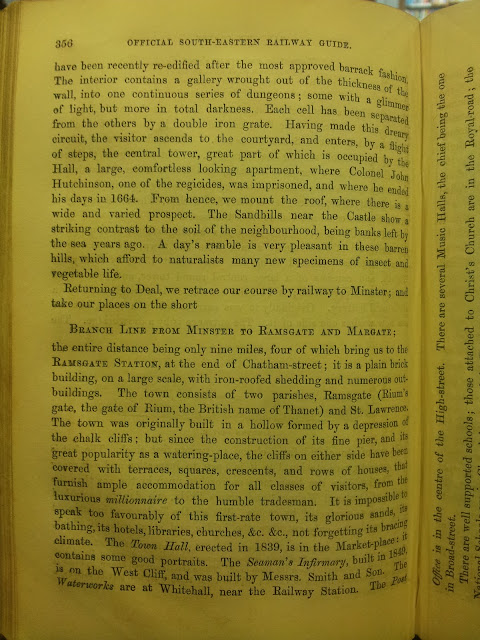 356 OFFICIAL SOUTH-EASTERN RAILWAY GUIDE.
have been recently re-edified after the most approved barrack fashion.
The interior contains a gallery wrought out of the thickness of the
wall, into one continuous series of dungeons; some with a glimmer
of light, but more in total darkness. Each cell has been separated
from the others by a double iron grate. Having made this dreary
circuit, the visitor ascends to the courtyard, and enters, by a flight
of steps, the central tower, great part of which is occupied by the
Hall, a large, comfortless looking apartment, where Colonel John
Hutchinson, one of the regicides, was imprisoned, and where he ended
his days in 1664. From hence, we mount the roof, where there is a
wide and varied prospect. The Sandhills near the Castle show a
striking contrast to the soil of the neighbourhood, being banks left by
the sea years ago. A day's ramble is very pleasant in these barren
hills, which afford to naturalists many new specimens of insect and
vegetable life.
Returning to Deal, we retrace our course by railway to Minster; and
take our places on the short
BRANCH LINE FROM MINSTER TO RAMSGATE AND MARGATE;
the entire distance being only nine miles, four of which bring us to the
RAMSGATE STATION, at the end of Chatham-street; it is a plain brick
building, on a large scale, with iron-roofed shedding and numerous out-
buildings. The town consists of two parishes, Ramsgate (Rium's
gate, the gate of Rium, the British name of Thanet) and St. Lawrence.
The town was originally built in a hollow formed by a depression of
the chalk cliffs; but since the construction of its fine pier, and its
great popularity as a watering-place, the cliffs on either side have been
covered with terraces, squares, crescents, and rows of houses, that
furnish ample accommodation for all classes of visitors, from the
luxurious millionnaire to the humble tradesman. It is impossible to
speak too favourably of this first-rate town, its glorious sands, its
bathing, its hotels, libraries, churches, &c. &c., not forgetting its bracing
climate. The Town Hall, erected in 1839, is in the Market-place: it
contains some good portraits. The Seaman's Infirmary, built in 1849,
is on the West Cliff, and was built by Messrs. Smith and Son. The
Waterworks are at Whitehall, near the Railway Station. The Post
Office is in the centre of the High-street. There are several Music Halls, the chief being the one
in Broad-street.
There are well supported schools; those attached to Christ's Church are in the Royal-road; the